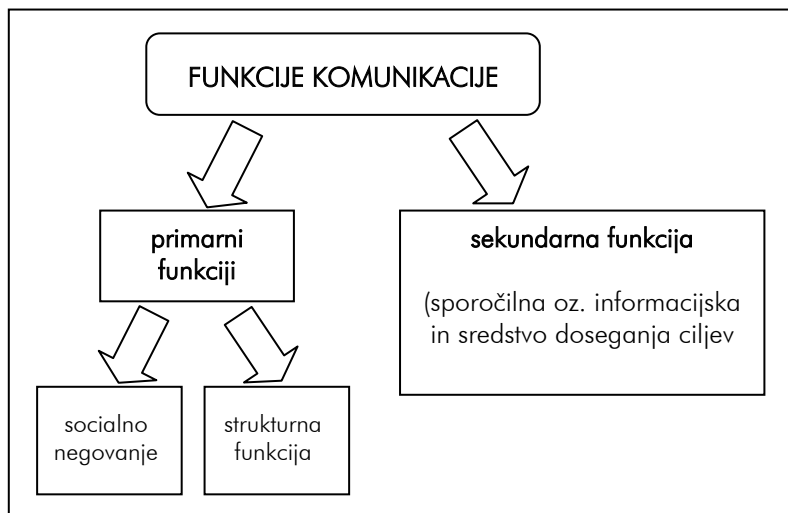 FUNKCIJE KOMUNIKACIJE
primarni
funkciji
sekundarna funkcija
(sporočilna oz. informacijska
in sredstvo doseganja ciljev
socialno
negovanje
strukturna
funkcija